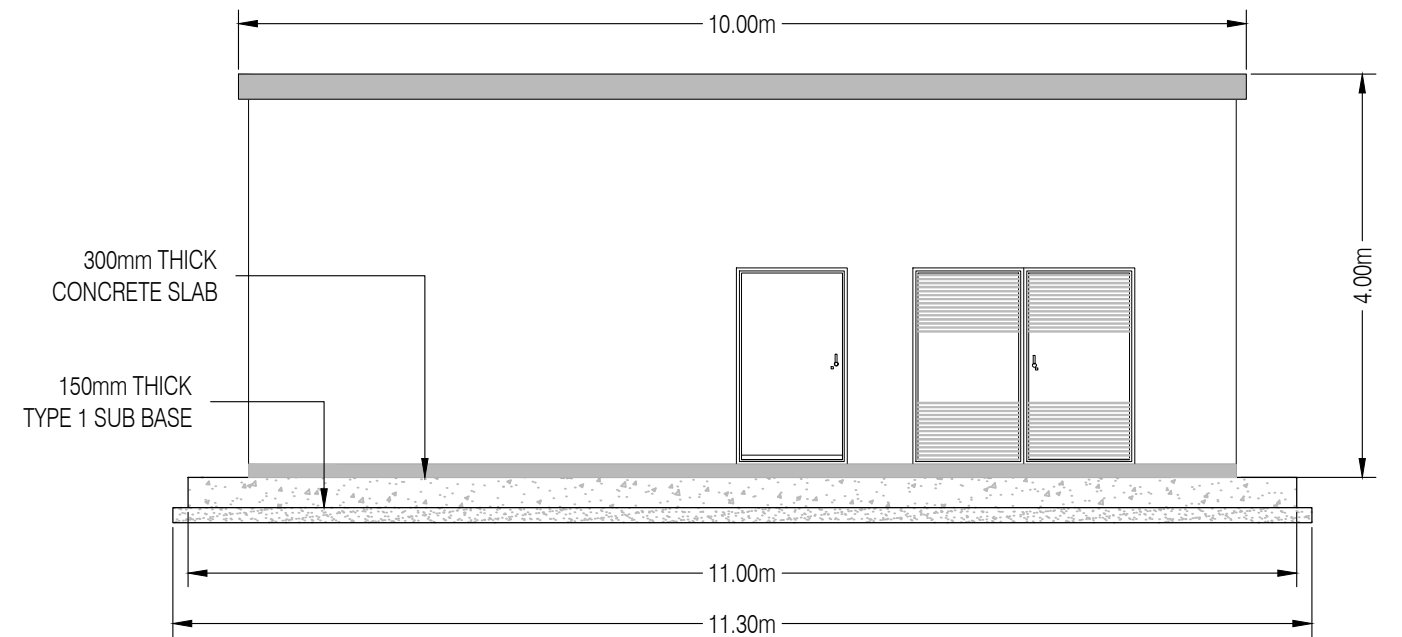 10.00m
300mm THICK
CONCRETE SLAB
4.00m
150mm THICK
TYPE 1 SUB BASE
11.00m
11.30m